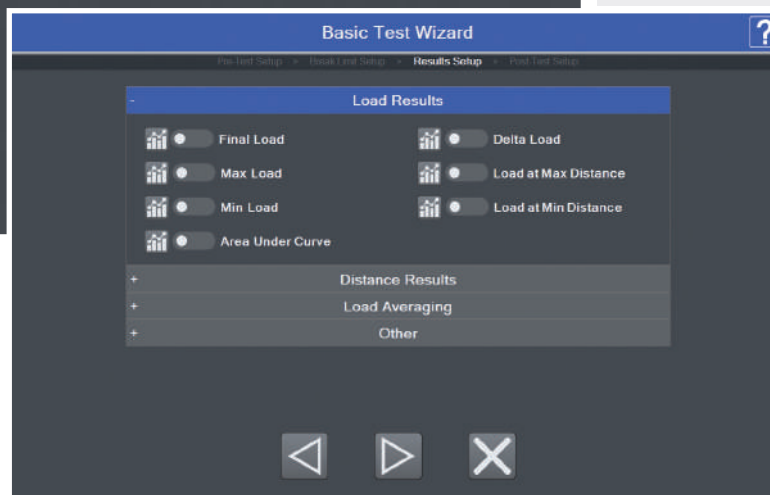 Basic Test Wizard
?
Pre-Test Setup • Break Limit Setup • Results Setup • Post-Test Setup
- Load Results
Final Load Delta Load
Max Load Load at Max Distance
Min Load Load at Min Distance
Area Under Curve
+ Distance Results
+ Load Averaging
+ Other